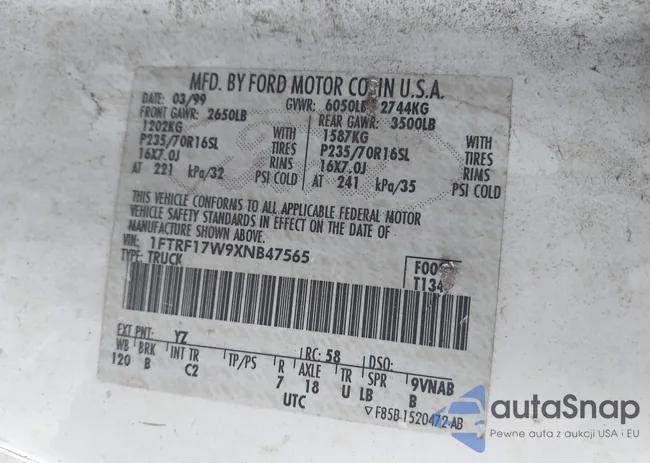 MFD. BY FORD MOTOR CO. IN U.S.A.
DATE: 03/99 GVWR: 6050LB 2744KG
FRONT GAWR: 2650LB REAR GAWR: 3500LB
1202KG WITH 1587KG WITH
P235/70R16SL TIRES P235/70R16SL TIRES
16X7.0J RIMS 16X7.0J RIMS
AT 221 kPa/32 PSI COLD AT 241 kPa/35 PSI COLD
THIS VEHICLE CONFORMS TO ALL APPLICABLE FEDERAL MOTOR
VEHICLE SAFETY STANDARDS IN EFFECT ON THE DATE OF
MANUFACTURE SHOWN ABOVE.
VIN: 1FTRF17W9XNB47565
TYPE: TRUCK
T134
EXT PNT: YZ RC: 58 DSO:
WB BRK INT TR TP/PS R AXLE TR SPR 9VNAB
120 B C2 7 18 U LB B
UTC
▽F85B-1520472-AB
autoSnap
Pewne auta z aukcji USA i EU